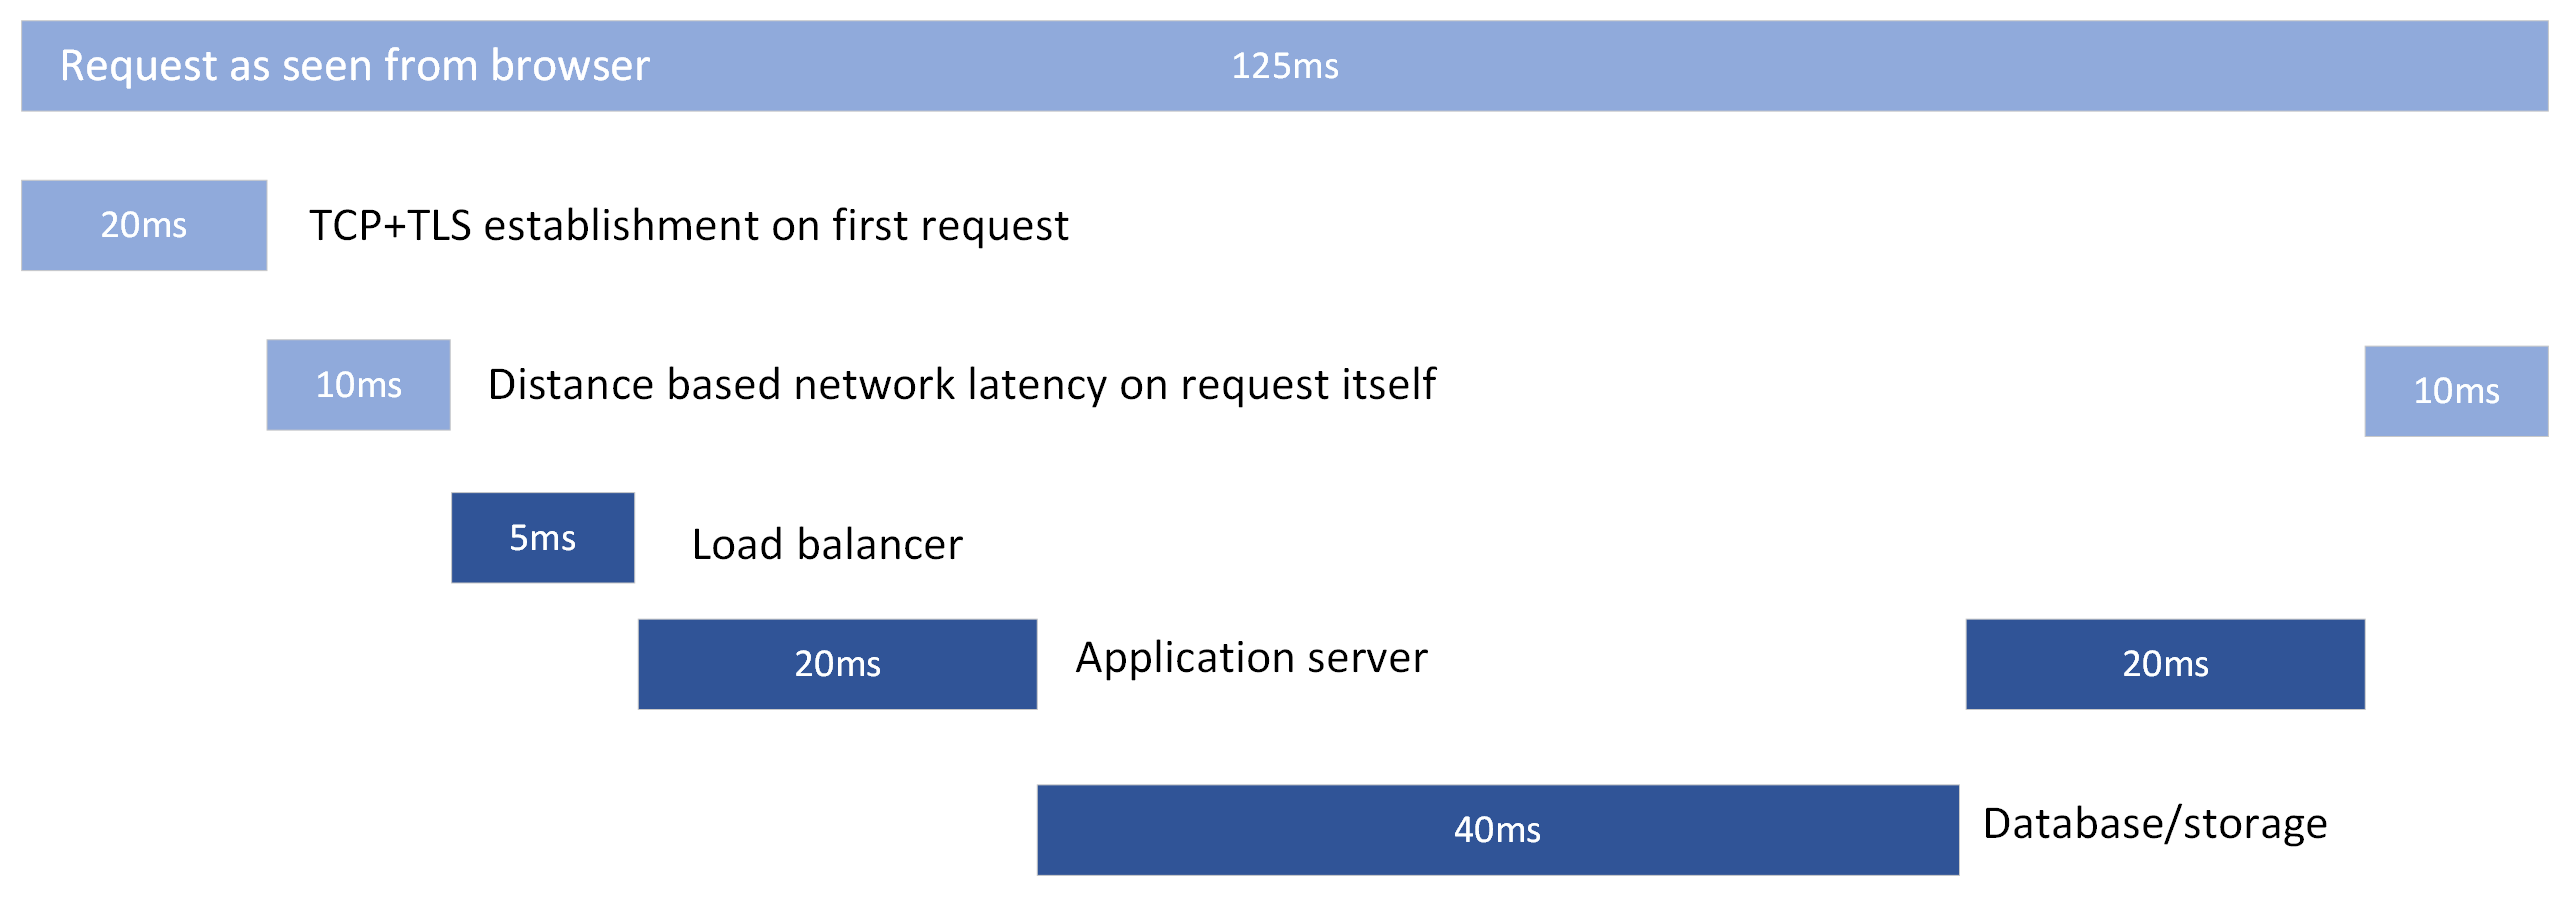 Request as seen from browser 125ms
20ms TCP+TLS establishment on first request
10ms Distance based network latency on request itself 10ms
5ms Load balancer
20ms Application server 20ms
40ms Database/storage